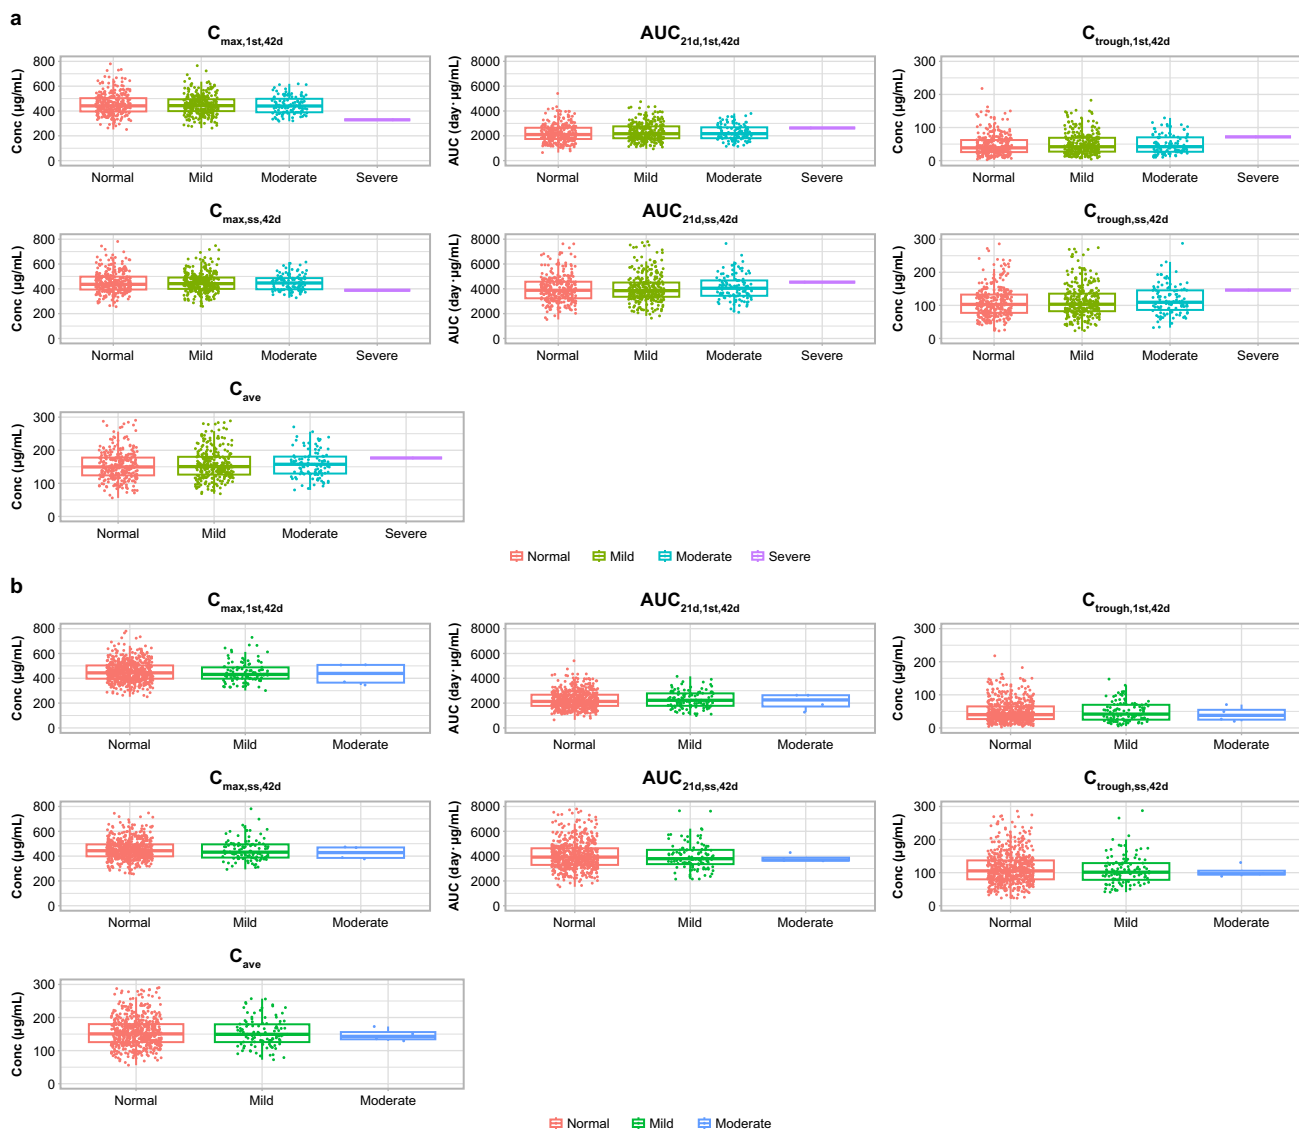 a
Cmax,1st,42d
AUC21d,1st,42d
Ctrough,1st,42d
Conc (µg/mL)
800
600
400
200
0
Normal Mild Moderate Severe
AUC (day·µg/mL)
8000
6000
4000
2000
0
Normal Mild Moderate Severe
Conc (µg/mL)
300
200
100
0
Normal Mild Moderate Severe
Cmax,ss,42d
AUC21d,ss,42d
Ctrough,ss,42d
Conc (µg/mL)
800
600
400
200
0
Normal Mild Moderate Severe
AUC (day·µg/mL)
8000
6000
4000
2000
0
Normal Mild Moderate Severe
Conc (µg/mL)
300
200
100
0
Normal Mild Moderate Severe
Cave
Conc (µg/mL)
300
200
100
0
Normal Mild Moderate Severe
Normal Mild Moderate Severe
b
Cmax,1st,42d
AUC21d,1st,42d
Ctrough,1st,42d
Conc (µg/mL)
800
600
400
200
0
Normal Mild Moderate
AUC (day·µg/mL)
8000
6000
4000
2000
0
Normal Mild Moderate
Conc (µg/mL)
300
200
100
0
Normal Mild Moderate
Cmax,ss,42d
AUC21d,ss,42d
Ctrough,ss,42d
Conc (µg/mL)
800
600
400
200
0
Normal Mild Moderate
AUC (day·µg/mL)
8000
6000
4000
2000
0
Normal Mild Moderate
Conc (µg/mL)
300
200
100
0
Normal Mild Moderate
Cave
Conc (µg/mL)
300
200
100
0
Normal Mild Moderate
Normal Mild Moderate